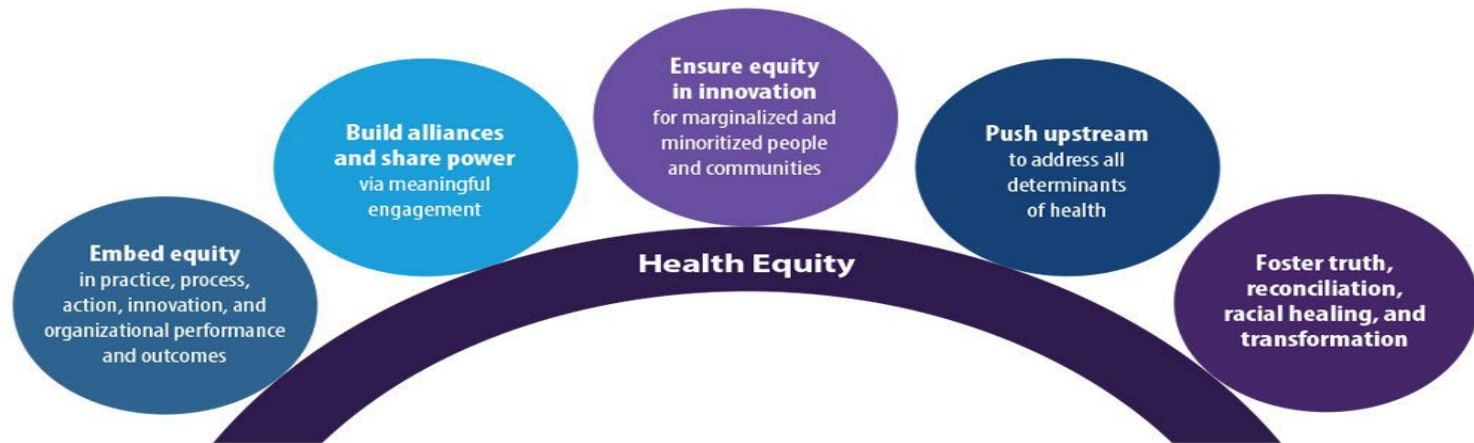 Embed equity
in practice, process,
action, innovation, and
organizational performance
and outcomes
Build alliances
and share power
via meaningful
engagement
Ensure equity
in innovation
for marginalized and
minoritized people
and communities
Push upstream
to address all
determinants
of health
Foster truth,
reconciliation,
racial healing, and
transformation
Health Equity